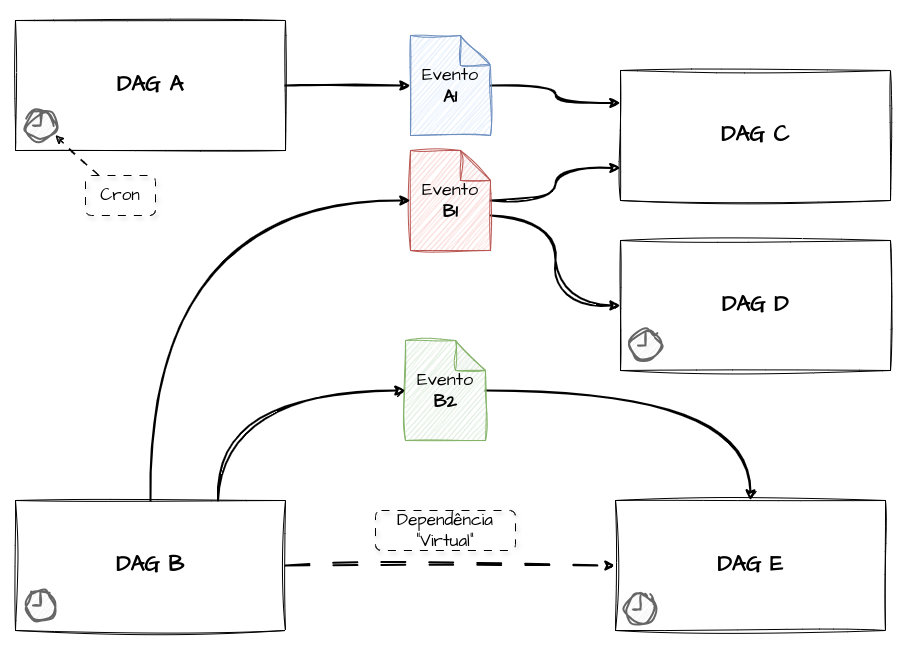 DAG A
Evento
A1
DAG C
Cron
Evento
B1
DAG D
Evento
B2
Dependência
"Virtual"
DAG B
DAG E